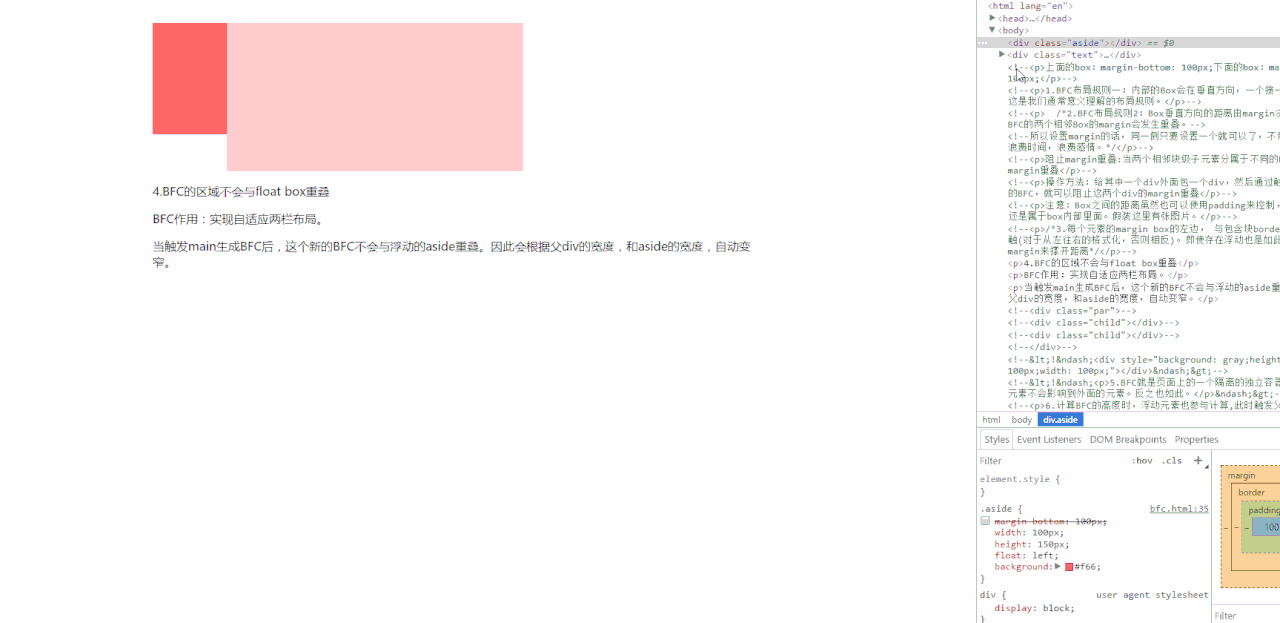 4.BFC的区域不会与float box重叠
BFC作用：实现自适应两栏布局。
当触发main生成BFC后，这个新的BFC不会与浮动的aside重叠。因此会根据父div的宽度，和aside的宽度，自动变
窄。
<html lang="en">
▶<head>…</head>
▼<body>
<div class="aside"></div> == $0
▶<div class="text">…</div>
<!--<p>上面的box：margin-bottom: 100px;下面的box：ma
100px;</p>-->
<!--<p>1.BFC布局规则一：内部的Box会在垂直方向，一个接一
这是我们通常意义理解的布局规则。</p>-->
<!--<p>  /*2.BFC布局规则2：Box垂直方向的距离由margin
BFC的两个相邻Box的margin会发生重叠。-->
<!--所以设置margin的话，同一侧只要设置一个就可以了，不
浪费时间，浪费感情。*/</p>-->
<!--<p>阻止margin重叠:当两个相邻块级子元素分属于不同的
margin重叠</p>-->
<!--<p>操作方法：给其中一个div外面包一个div，然后通过
的BFC，就可以阻止这两个div的margin重叠</p>-->
<!--<p>注意：Box之间的距离虽然也可以使用padding来控制，
还是属于box内部里面。假装这里有张图片。</p>-->
<!--<p>/*3.每个元素的margin box的左边， 与包含块borde
触(对于从左往右的格式化，否则相反)。即使存在浮动也是如此
margin来撑开距离*/</p>-->
<p>4.BFC的区域不会与float box重叠</p>
<p>BFC作用：实现自适应两栏布局。</p>
<p>当触发main生成BFC后，这个新的BFC不会与浮动的aside重
父div的宽度，和aside的宽度，自动变窄。</p>
<!--<div class="par">-->
<!--<div class="child"></div>-->
<!--<div class="child"></div>-->
<!--</div>-->
<!--&lt;!&ndash;<div style="background: gray;height
100px;width: 100px;"></div>&ndash;&gt;-->
<!--&lt;!&ndash;<p>5.BFC就是页面上的一个隔离的独立容
元素不会影响到外面的元素。反之也如此。</p>&ndash;&gt;-
<!--<p>6.计算BFC的高度时，浮动元素也参与计算,此时触发父
html body div.aside
Styles Event Listeners DOM Breakpoints Properties
Filter :hov .cls +
element.style {
}
.aside { bfc.html:35
margin-bottom: 100px;
width: 100px;
height: 150px;
float: left;
background:▶ #f66;
}
div { user agent stylesheet
display: block;
}
margin
border
padding
100
Filter